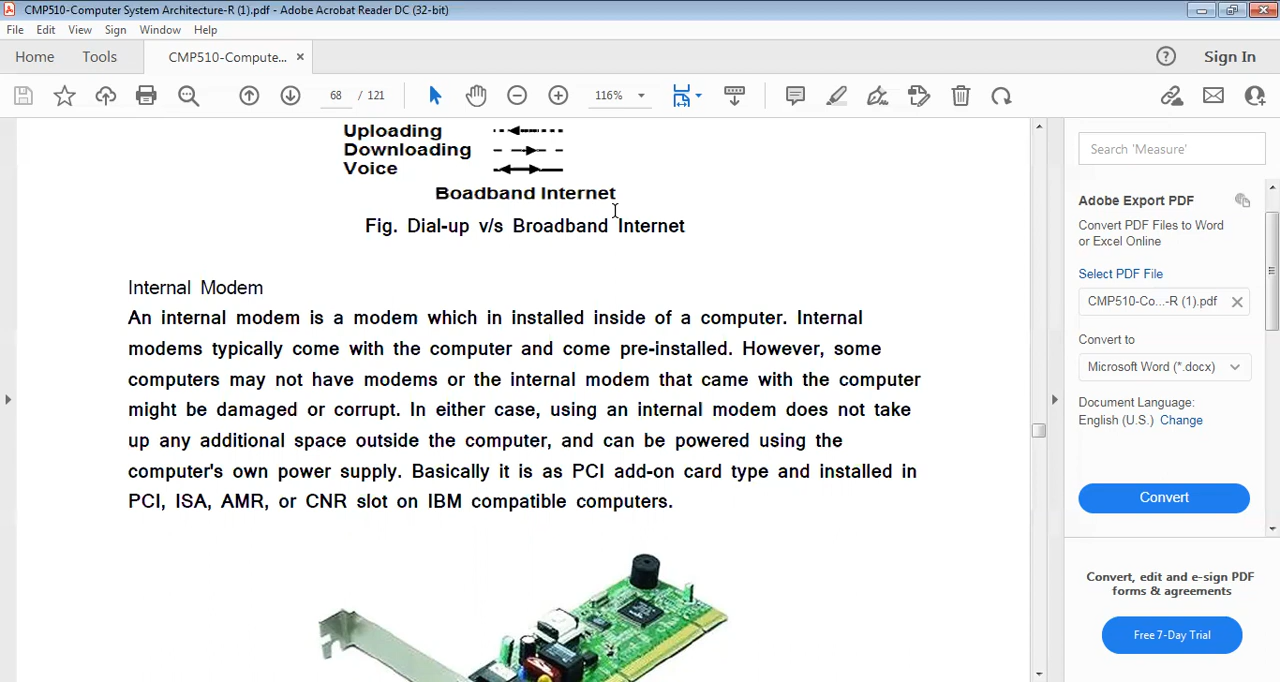 CMP510-Computer System Architecture-R (1).pdf - Adobe Acrobat Reader DC (32-bit)
File Edit View Sign Window Help
Home Tools CMP510-Compute... × Sign In
68 / 121 116%
Uploading
Downloading
Voice
Boadband Internet
Fig. Dial-up v/s Broadband Internet
Internal Modem
An internal modem is a modem which in installed inside of a computer. Internal
modems typically come with the computer and come pre-installed. However, some
computers may not have modems or the internal modem that came with the computer
might be damaged or corrupt. In either case, using an internal modem does not take
up any additional space outside the computer, and can be powered using the
computer's own power supply. Basically it is as PCI add-on card type and installed in
PCI, ISA, AMR, or CNR slot on IBM compatible computers.
Search 'Measure'
Adobe Export PDF
Convert PDF Files to Word
or Excel Online
Select PDF File
CMP510-Co...-R (1).pdf
Convert to
Microsoft Word (*.docx)
Document Language:
English (U.S.) Change
Convert
Convert, edit and e-sign PDF
forms & agreements
Free 7-Day Trial